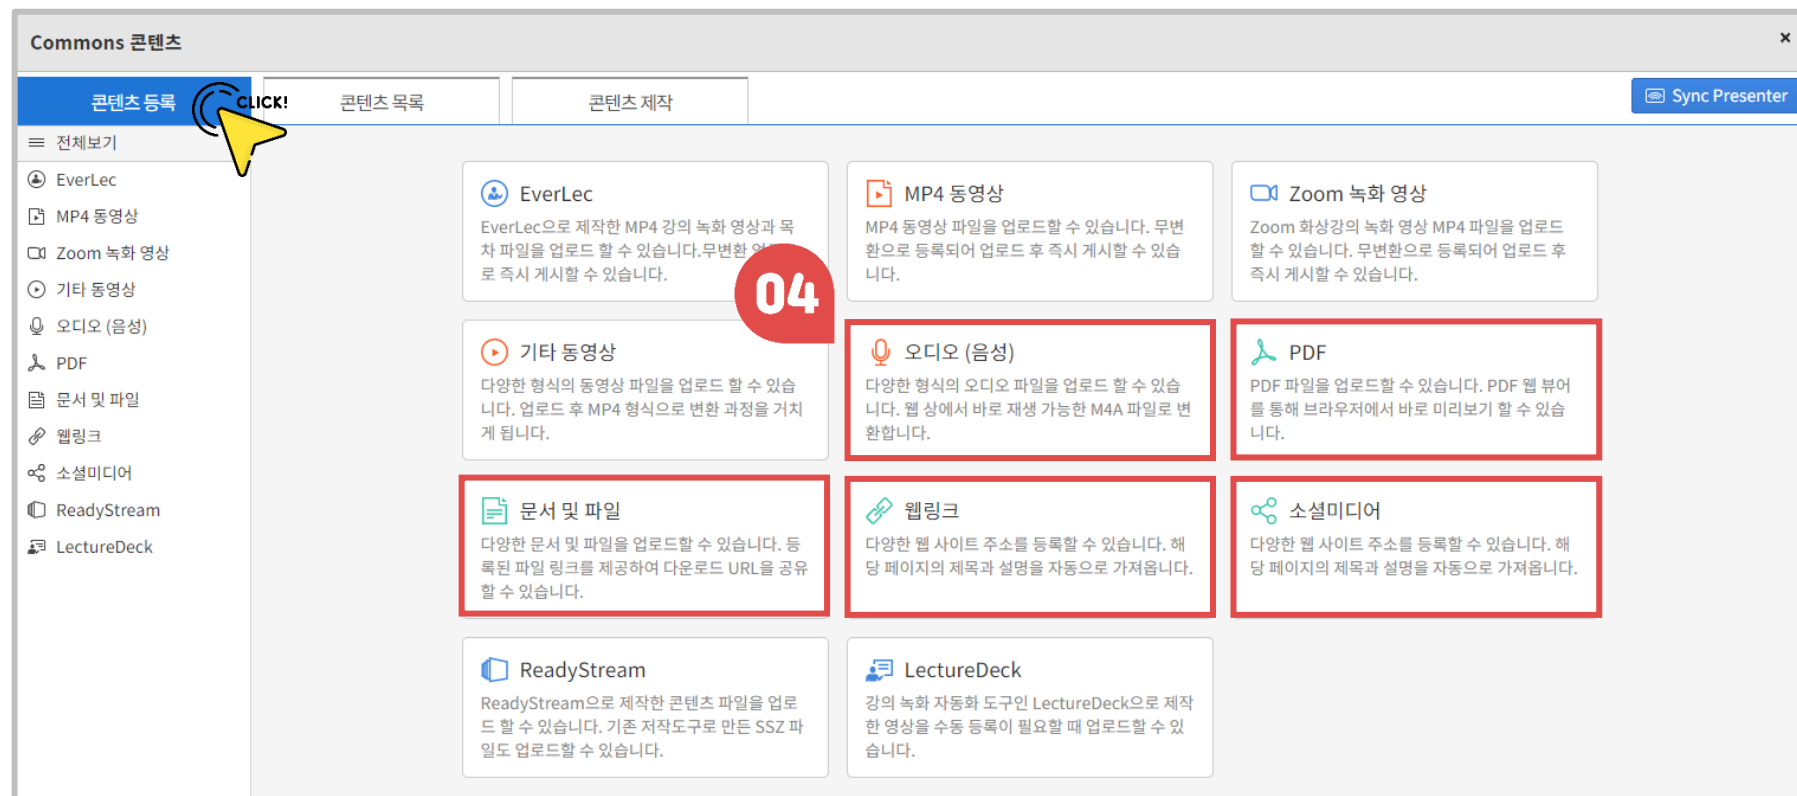 Commons 콘텐츠
×
콘텐츠 등록
CLICK!
콘텐츠 목록
콘텐츠 제작
Sync Presenter
전체보기
EverLec
MP4 동영상
Zoom 녹화 영상
기타 동영상
오디오 (음성)
PDF
문서 및 파일
웹링크
소셜미디어
ReadyStream
LectureDeck
EverLec
EverLec으로 제작한 MP4 강의 녹화 영상과 목
차 파일을 업로드 할 수 있습니다.무변환
로 즉시 게시할 수 있습니다.
MP4 동영상
MP4 동영상 파일을 업로드할 수 있습니다. 무변
환으로 등록되어 업로드 후 즉시 게시할 수 있습
니다.
Zoom 녹화 영상
Zoom 화상강의 녹화 영상 MP4 파일을 업로드
할 수 있습니다. 무변환으로 등록되어 업로드 후
즉시 게시할 수 있습니다.
04
기타 동영상
다양한 형식의 동영상 파일을 업로드 할 수 있습
니다. 업로드 후 MP4 형식으로 변환 과정을 거치
게 됩니다.
오디오 (음성)
다양한 형식의 오디오 파일을 업로드 할 수 있습
니다. 웹 상에서 바로 재생 가능한 M4A 파일로 변
환합니다.
PDF
PDF 파일을 업로드할 수 있습니다. PDF 웹 뷰어
를 통해 브라우저에서 바로 미리보기 할 수 있습
니다.
문서 및 파일
다양한 문서 및 파일을 업로드할 수 있습니다. 등
록된 파일 링크를 제공하여 다운로드 URL을 공유
할 수 있습니다.
웹링크
다양한 웹 사이트 주소를 등록할 수 있습니다. 해
당 페이지의 제목과 설명을 자동으로 가져옵니다.
소셜미디어
다양한 웹 사이트 주소를 등록할 수 있습니다. 해
당 페이지의 제목과 설명을 자동으로 가져옵니다.
ReadyStream
ReadyStream으로 제작한 콘텐츠 파일을 업로
드 할 수 있습니다. 기존 저작도구로 만든 SSZ 파
일도 업로드할 수 있습니다.
LectureDeck
강의 녹화 자동화 도구인 LectureDeck으로 제작
한 영상을 수동 등록이 필요할 때 업로드할 수 있
습니다.